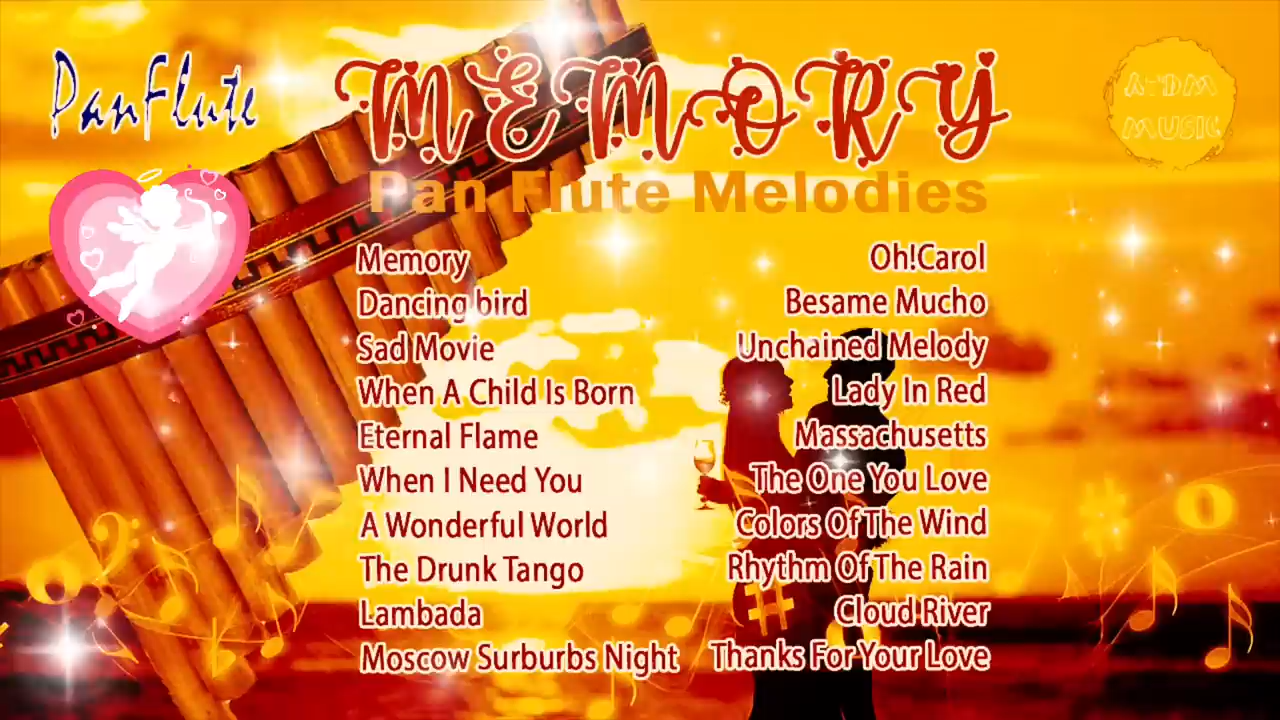 PanFlute
MEMORY
ATDM
MUSIC
Pan Flute Melodies
Memory
Dancing bird
Sad Movie
When A Child Is Born
Eternal Flame
When I Need You
A Wonderful World
The Drunk Tango
Lambada
Moscow Surburbs Night
Oh!Carol
Besame Mucho
Unchained Melody
Lady In Red
Massachusetts
The One You Love
Colors Of The Wind
Rhythm Of The Rain
Cloud River
Thanks For Your Love